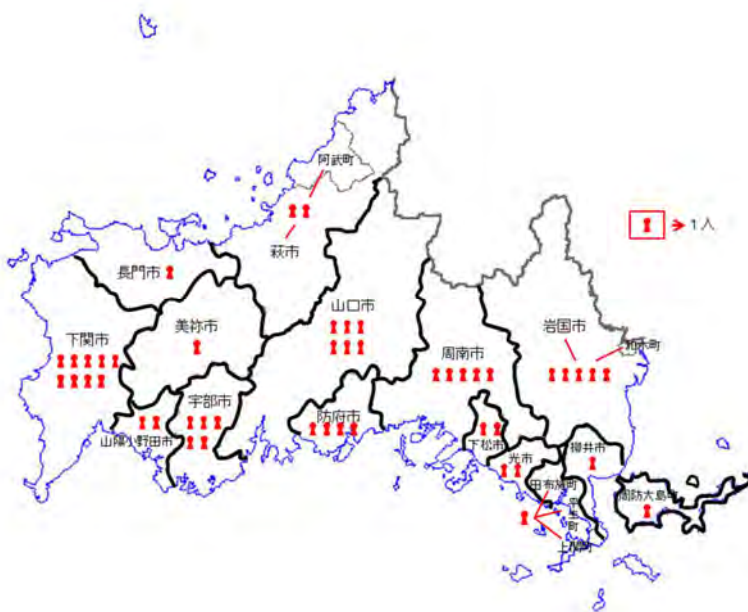 阿武町
→ 1人
萩市
長門市
山口市
美祢市
岩国市
下関市
周南市
和木町
宇部市
防府市
山陽小野田市
下松市
光市
柳井市
田布施町
周防大島
平生町
上関町